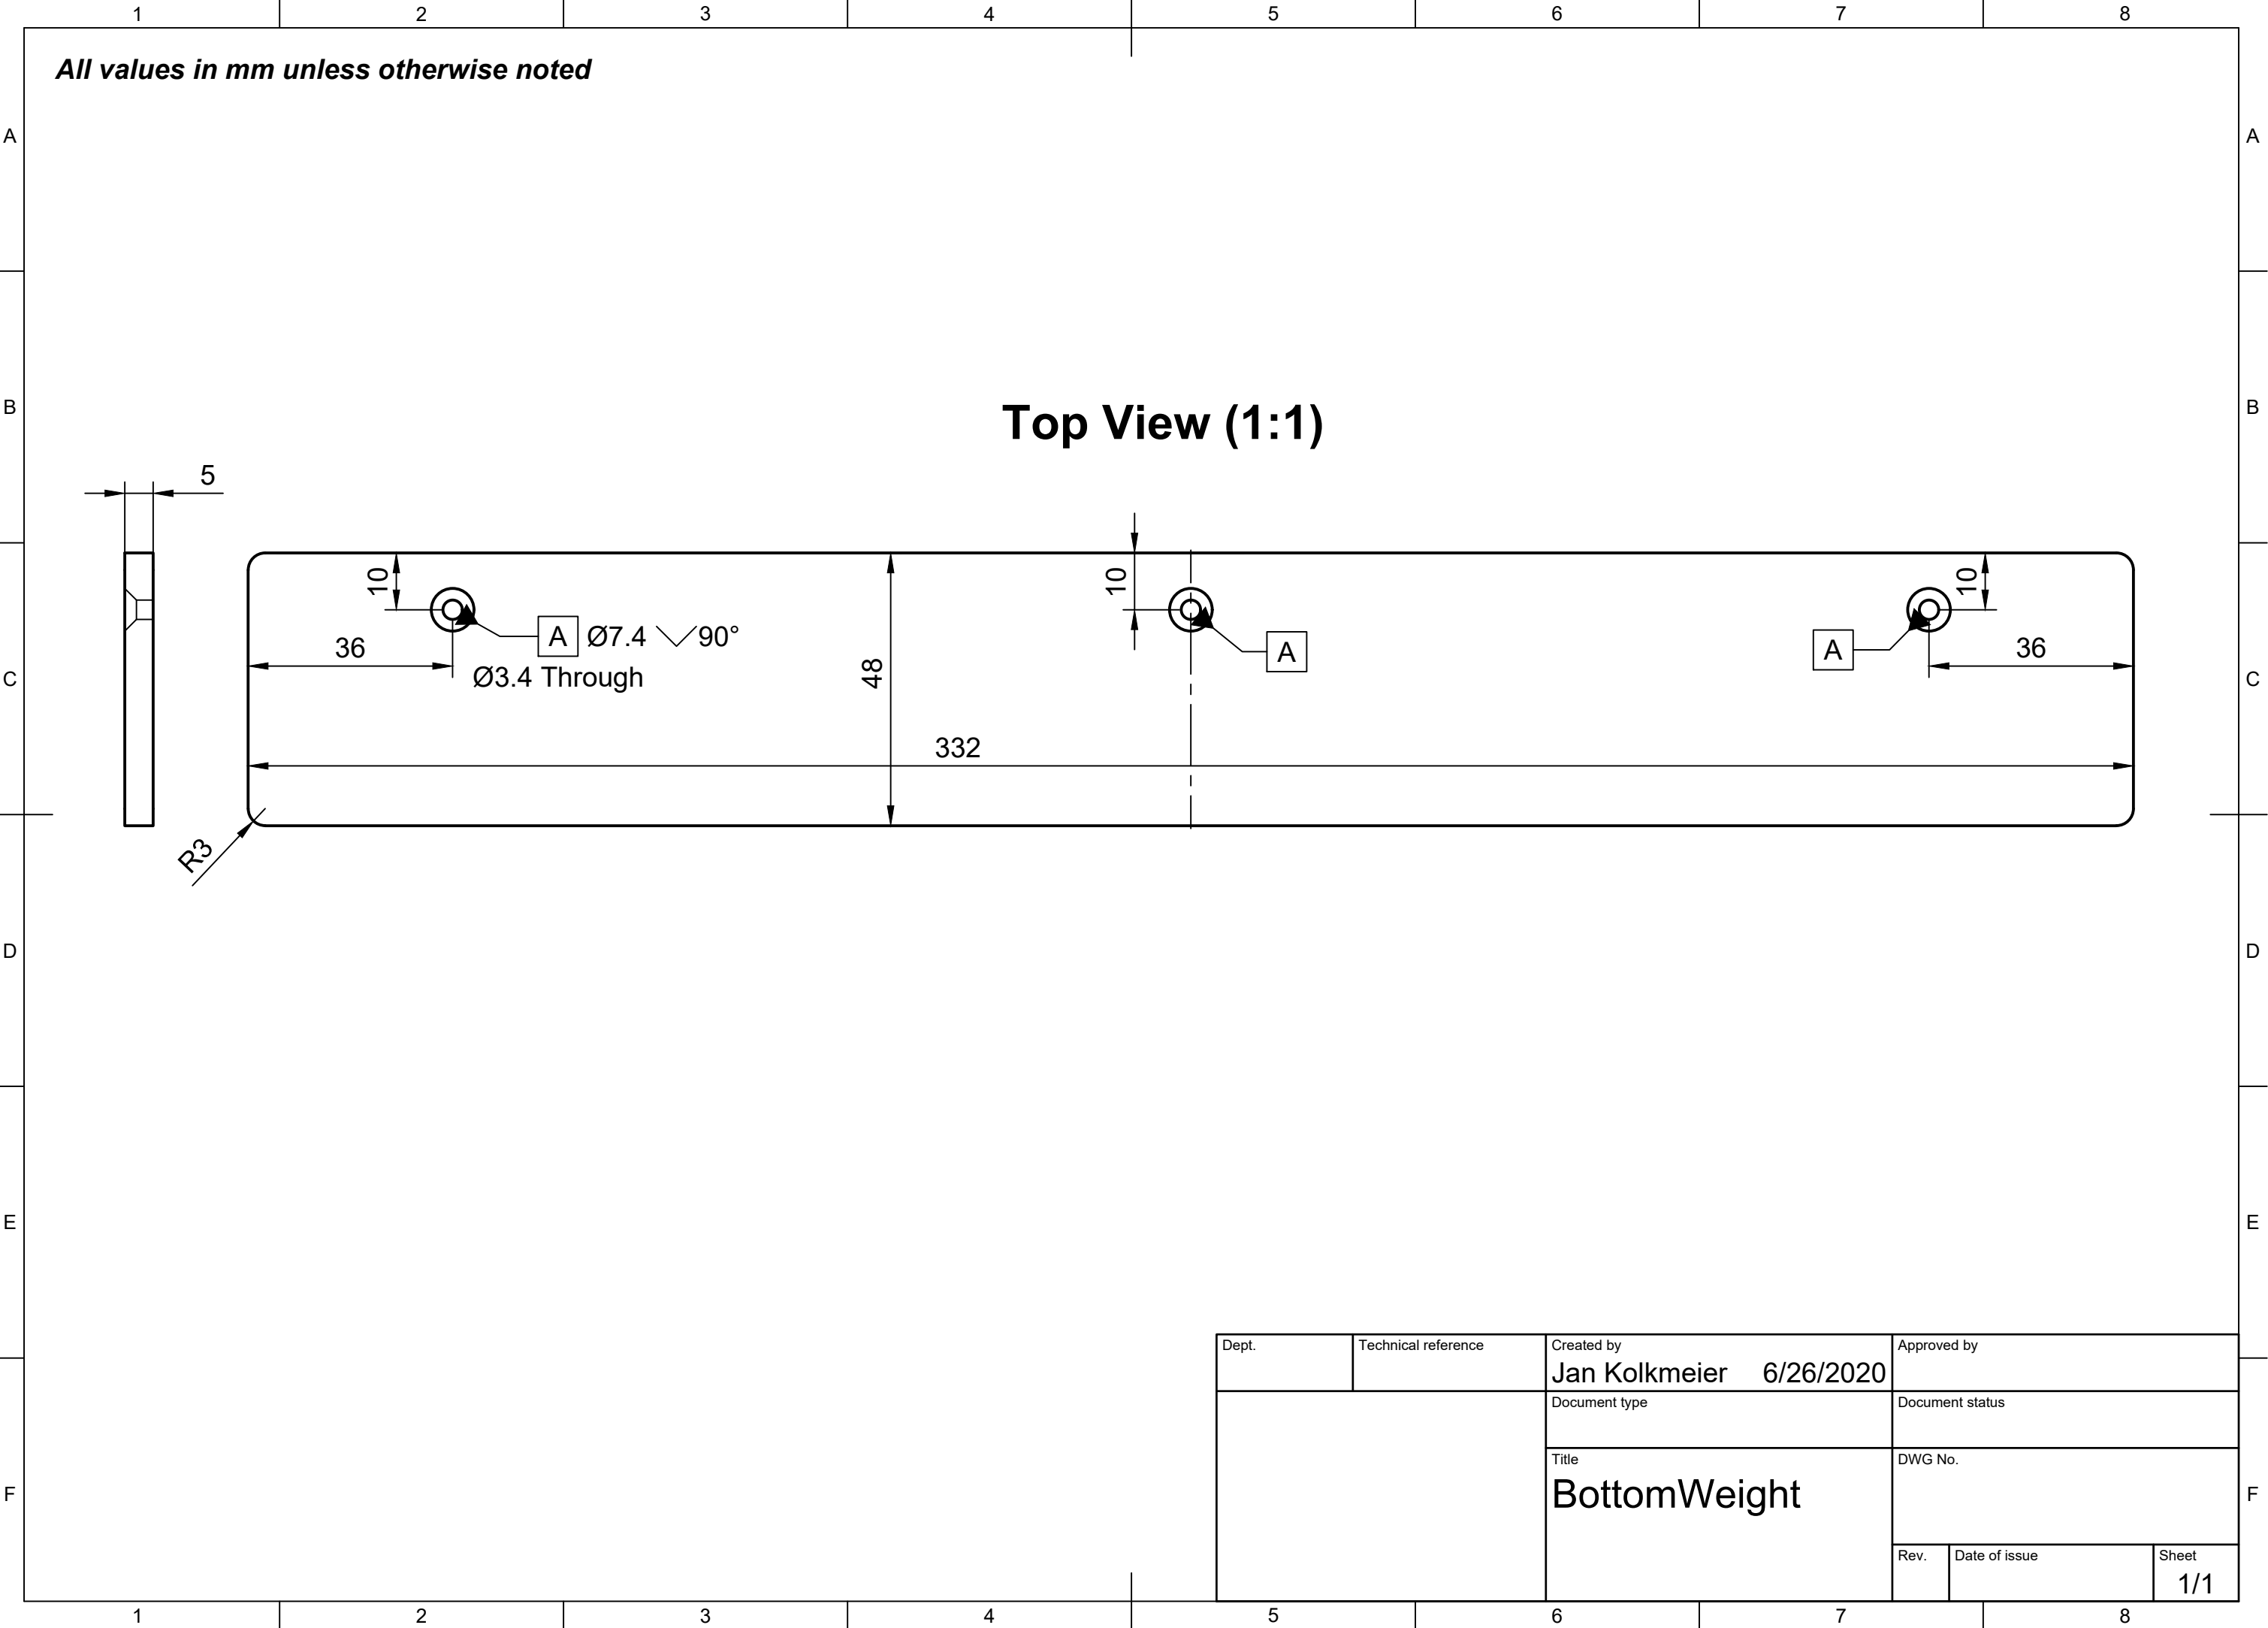 1 2 3 4 5 6 7 8
All values in mm unless otherwise noted
A A
B B
Top View (1:1)
5
10 10 10
A Ø7.4 90°
Ø3.4 Through
A
A
36 36
C C
48
332
R3
D D
E E
Dept. Technical reference Created by Approved by
Jan Kolkmeier 6/26/2020
Document type Document status
Title DWG No.
BottomWeight
F F
Rev. Date of issue Sheet
1/1
1 2 3 4 5 6 7 8